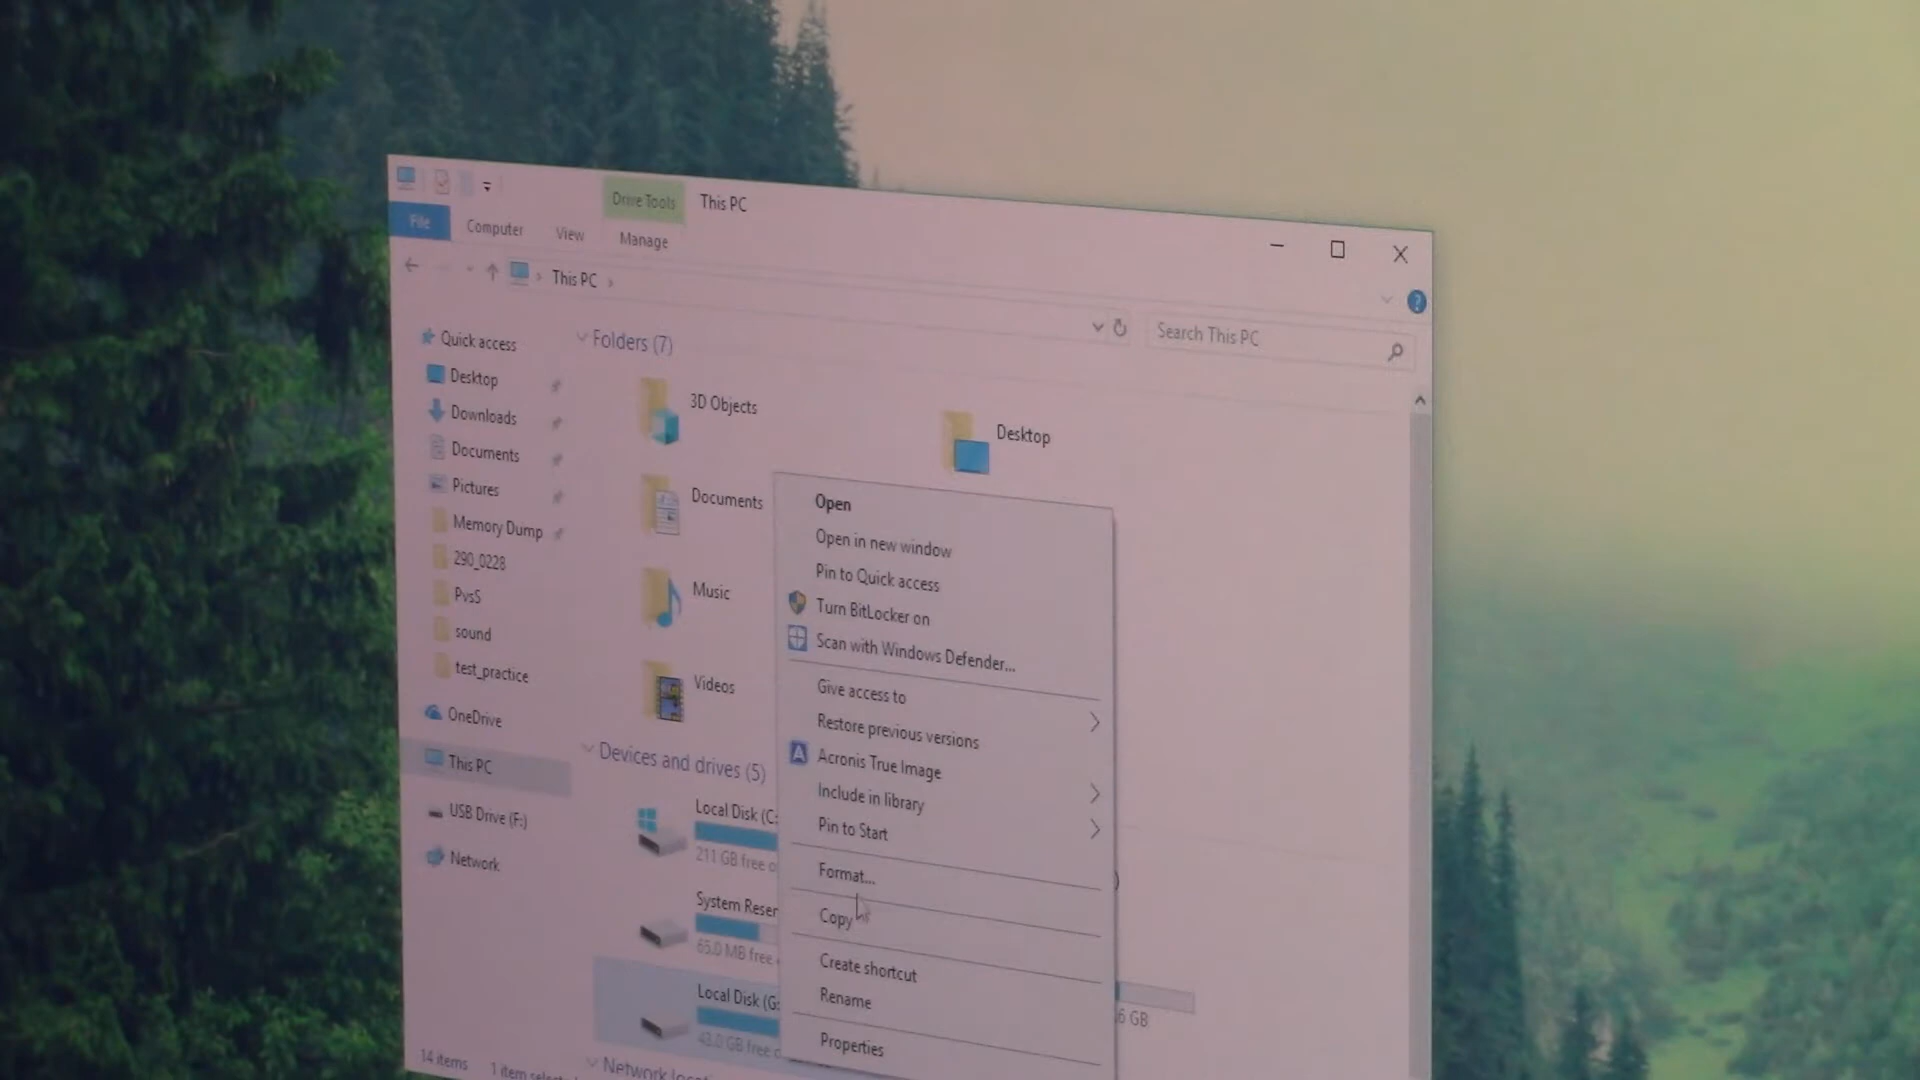 Drive Tools
This PC
File
Computer
View
Manage
This PC
Search This PC
Quick access
Desktop
Downloads
Documents
Pictures
Memory Dump
290_0228
PvsS
sound
test_practice
OneDrive
This PC
USB Drive (F:)
Network
Folders (7)
3D Objects
Desktop
Documents
Music
Videos
Devices and drives (5)
Local Disk (C:
211 GB free o
System Reser
65.0 MB free
Local Disk (G:
43.0 GB free o
6 GB
Open
Open in new window
Pin to Quick access
Turn BitLocker on
Scan with Windows Defender...
Give access to
Restore previous versions
Acronis True Image
Include in library
Pin to Start
Format...
Copy
Create shortcut
Rename
Properties
14 items
1 item
Network